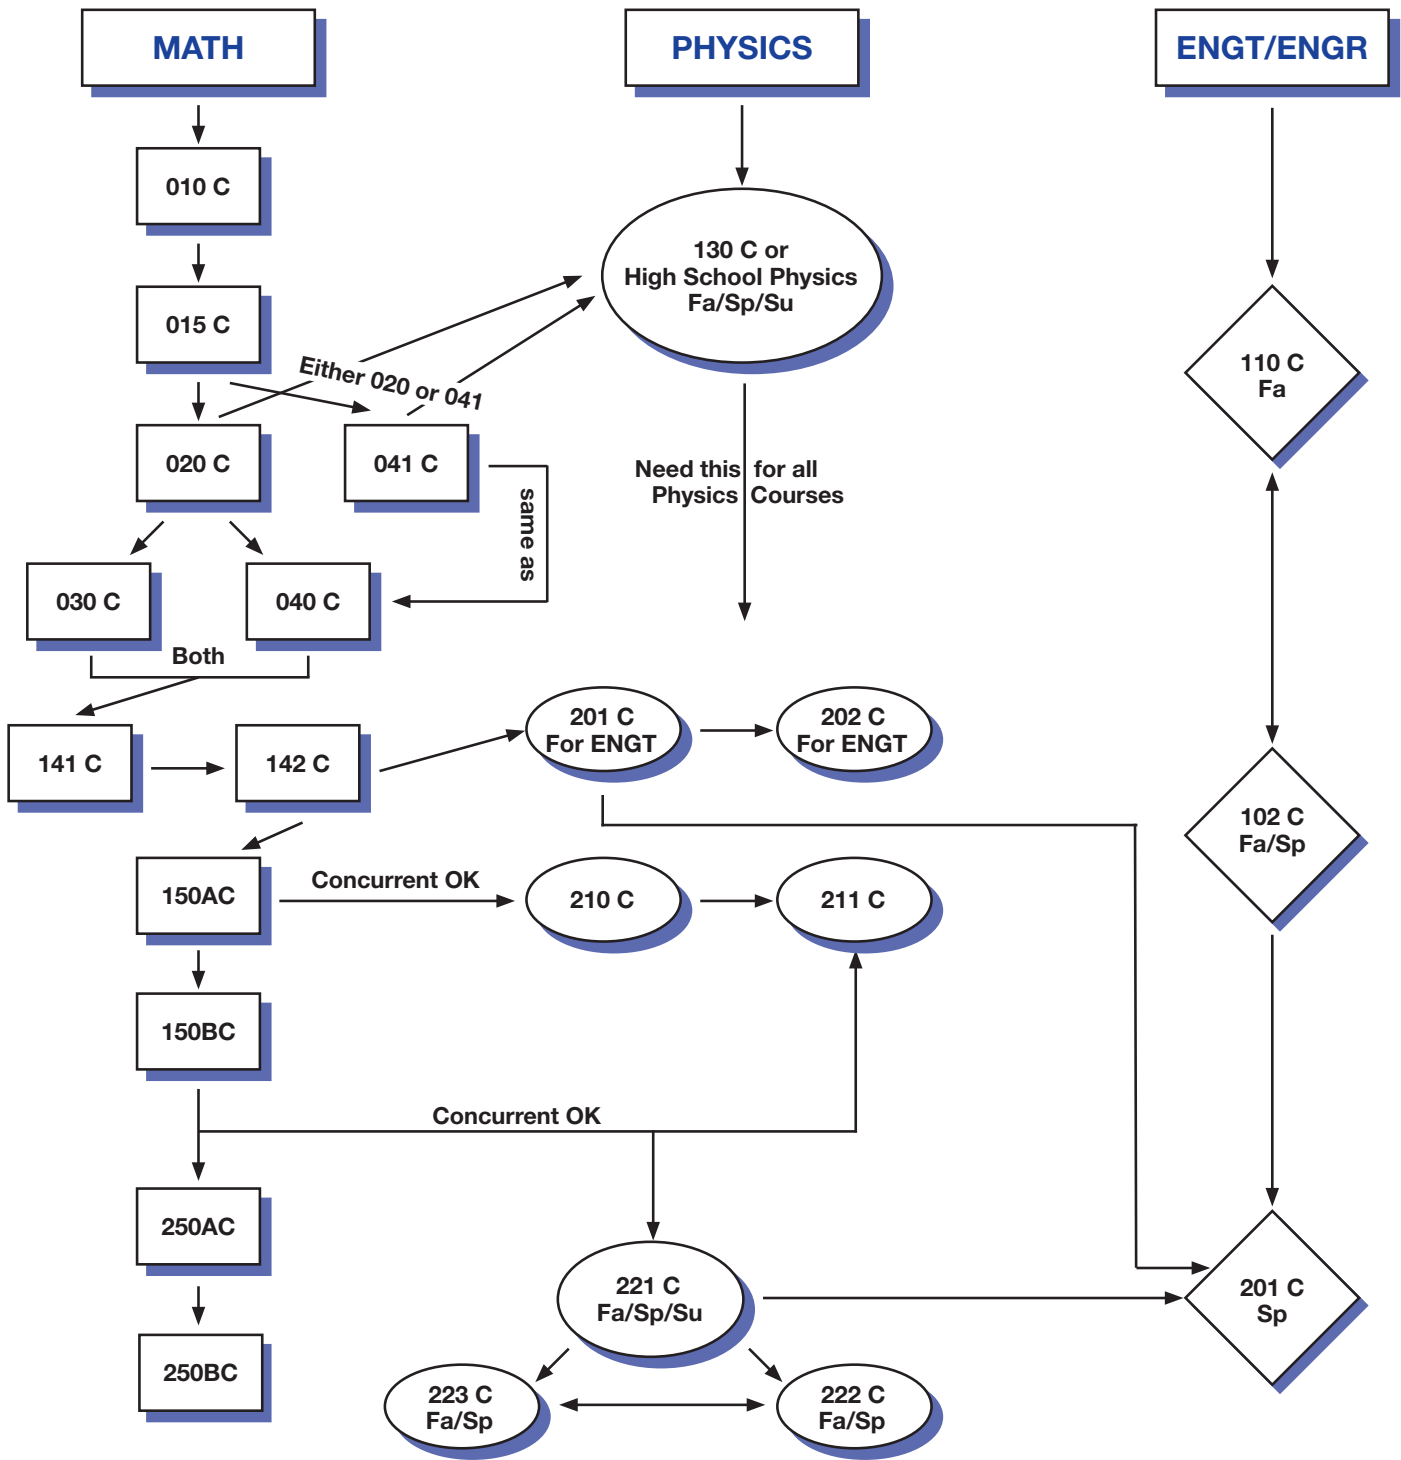 MATH
PHYSICS
ENGT/ENGR
010 C
130 C or
High School Physics
Fa/Sp/Su
015 C
110 C
Fa
Either 020 or 041
020 C
041 C
Need this for all
Physics Courses
same as
030 C
040 C
Both
201 C
For ENGT
202 C
For ENGT
141 C
142 C
102 C
Fa/Sp
150AC
Concurrent OK
210 C
211 C
150BC
Concurrent OK
250AC
221 C
Fa/Sp/Su
201 C
Sp
250BC
223 C
Fa/Sp
222 C
Fa/Sp